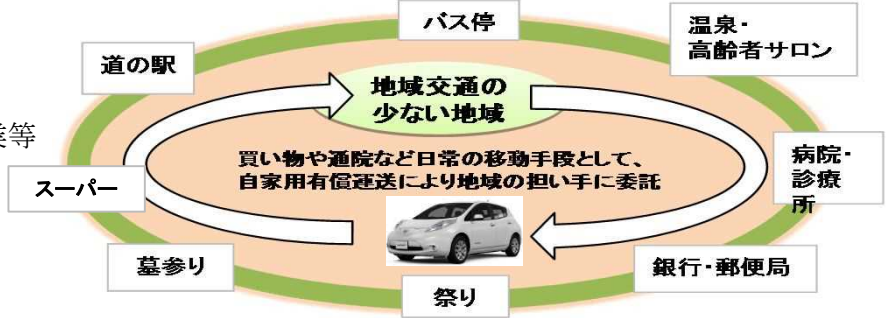 バス停
温泉・
高齢者サロン
道の駅
地域交通の
少ない地域
業等
買い物や通院など日常の移動手段として、
自家用有償運送により地域の担い手に委託
病院・
診療
所
スーパー
墓参り
銀行・郵便局
祭り